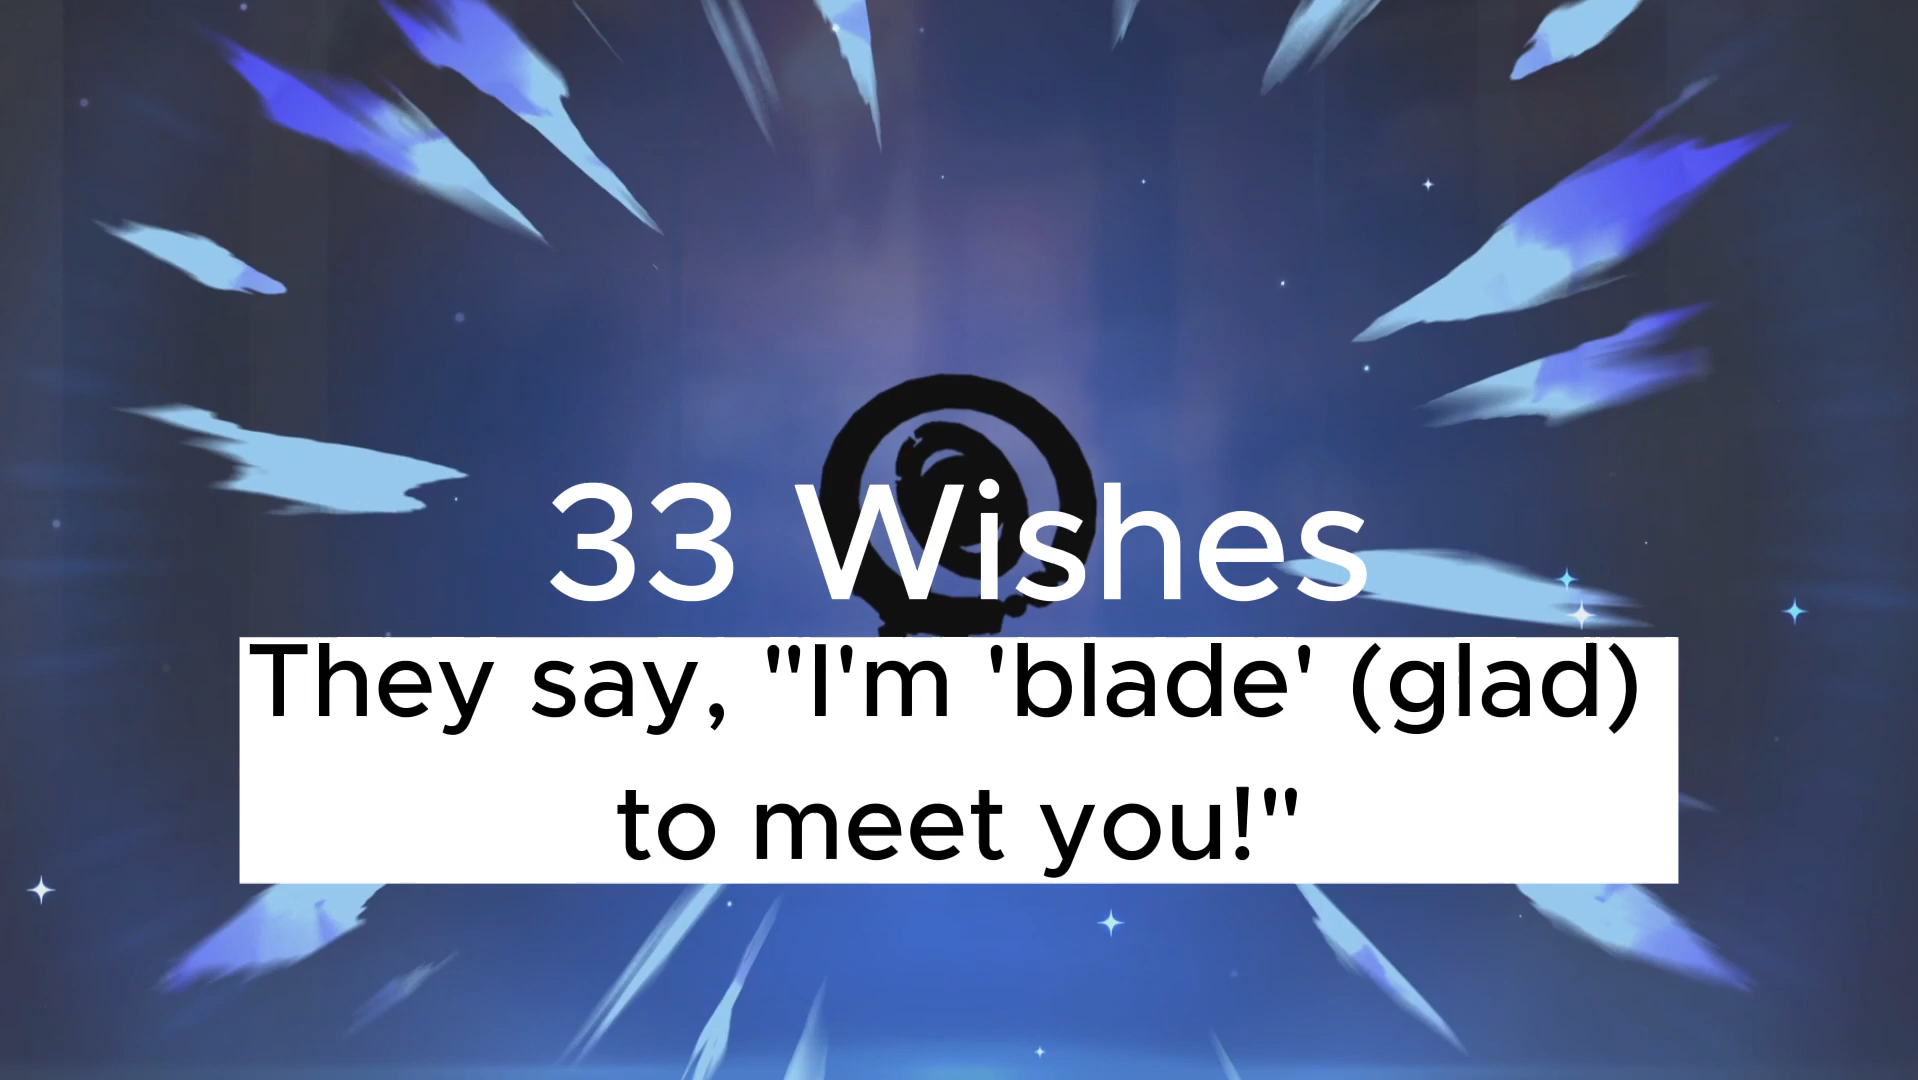 33 Wishes
They say, "I'm 'blade' (glad)
to meet you!"